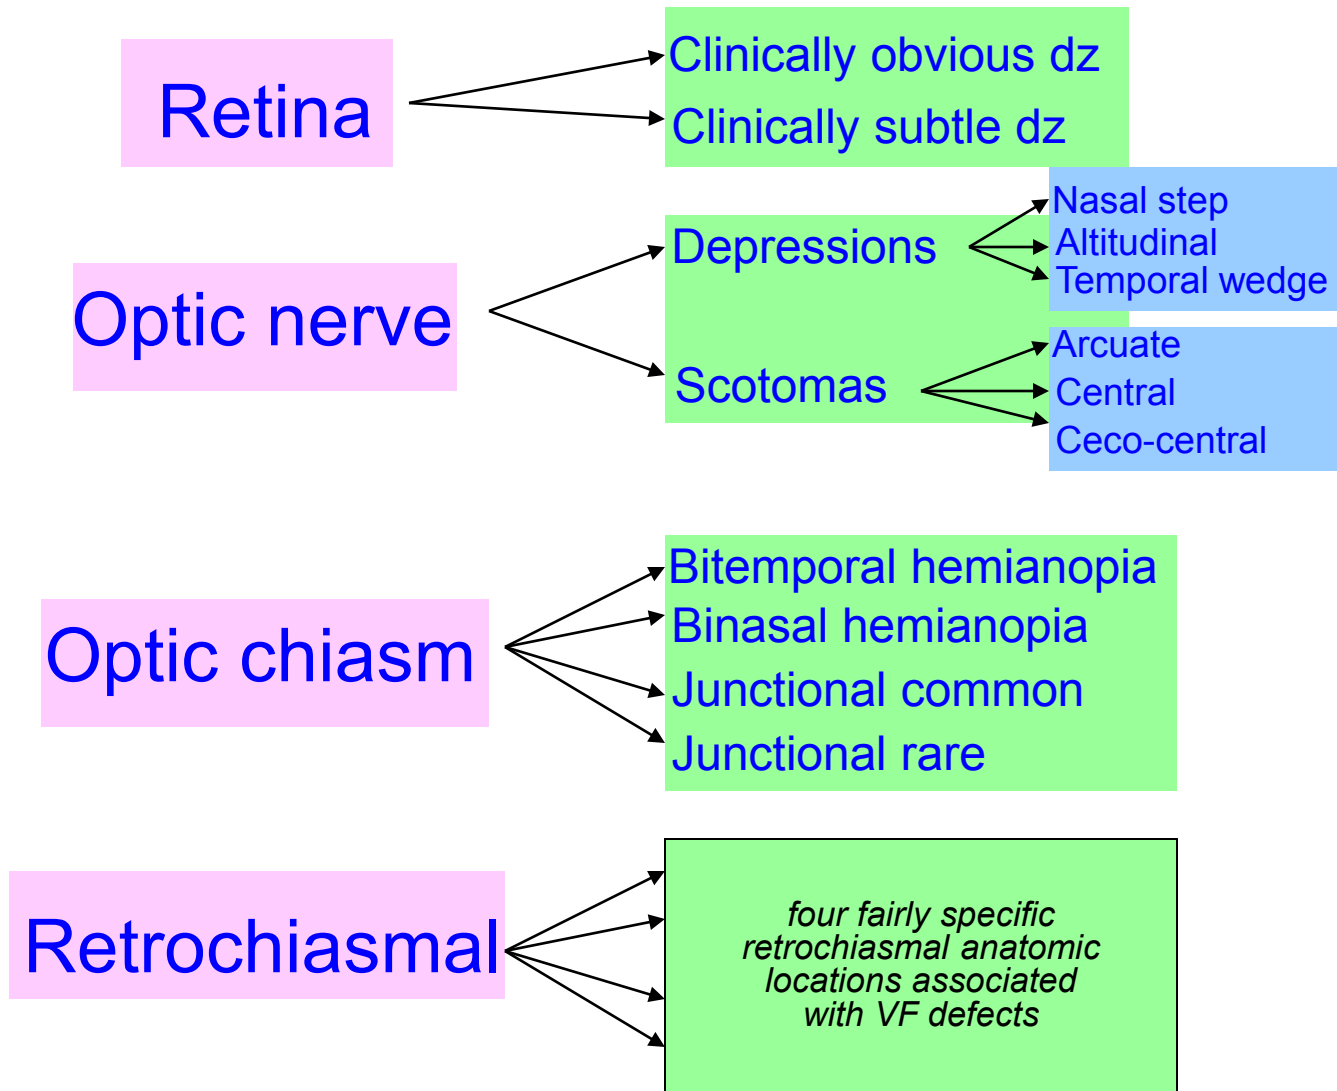 Retina
Clinically obvious dz
Clinically subtle dz
Optic nerve
Depressions
Nasal step
Altitudinal
Temporal wedge
Scotomas
Arcuate
Central
Ceco-central
Optic chiasm
Bitemporal hemianopia
Binasal hemianopia
Junctional common
Junctional rare
Retrochiasmal
four fairly specific
retrochiasmal anatomic
locations associated
with VF defects